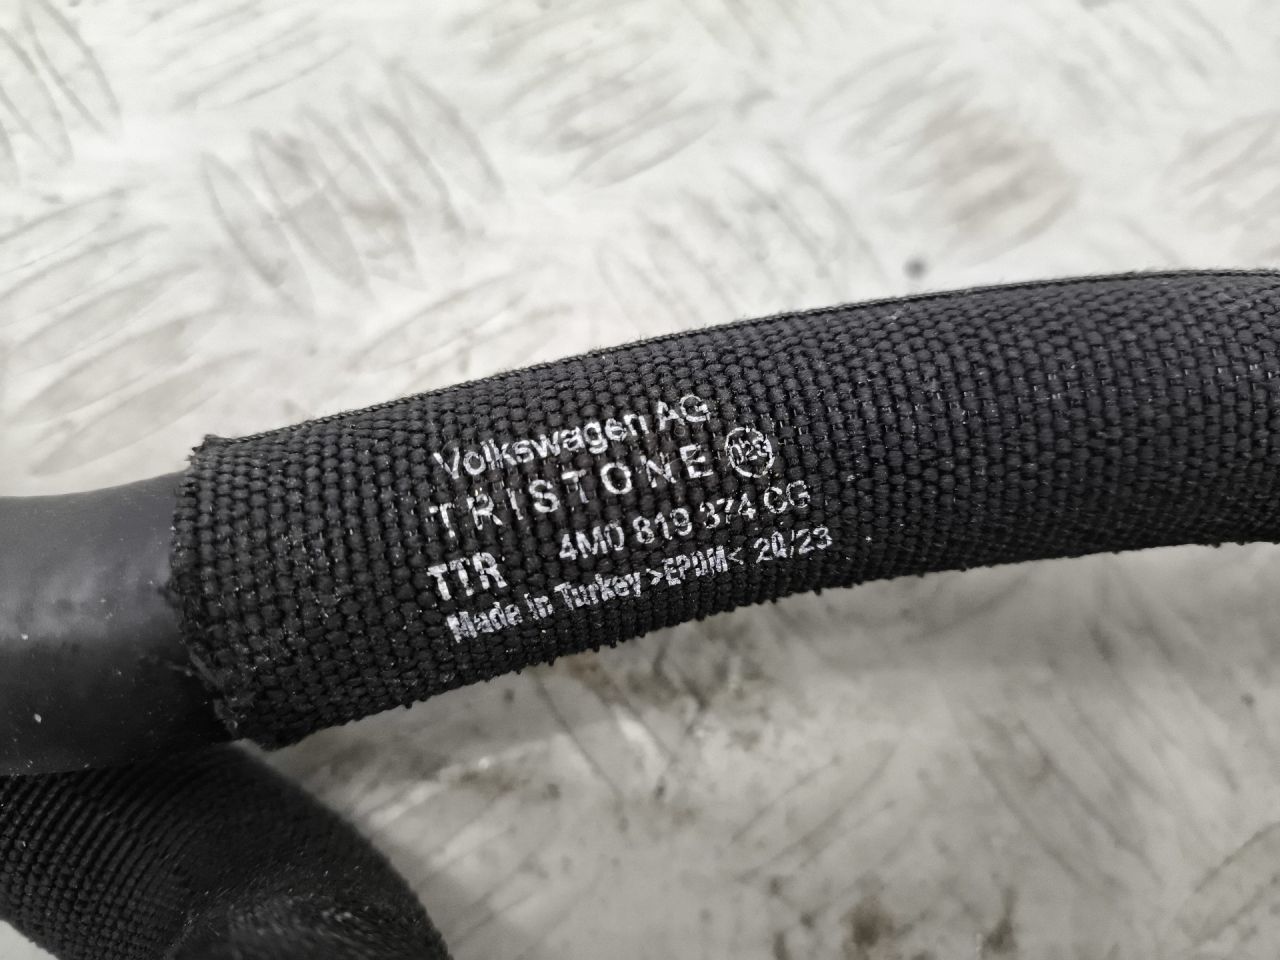 Volkswagen AG
TRISTONE
TTR 4M0 819 374 CG
Made in Turkey >EPDM< 20/23